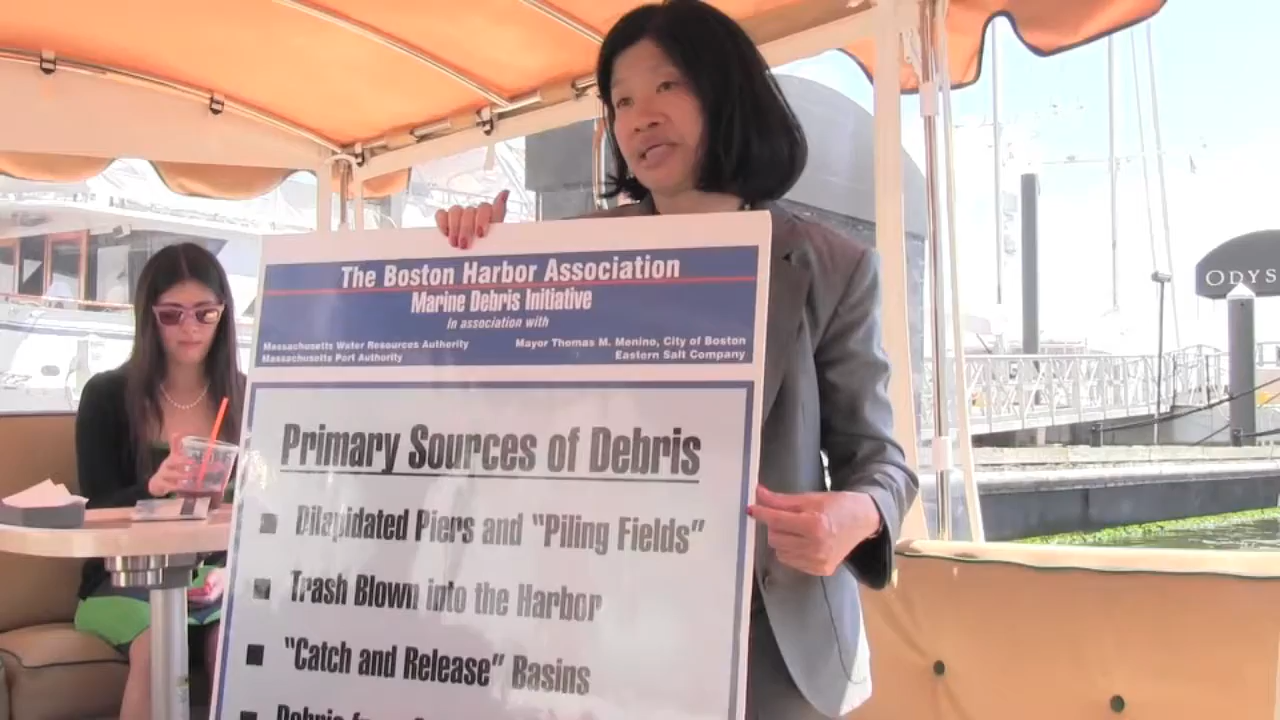 The Boston Harbor Association
Marine Debris Initiative
In association with
Massachusetts Water Resources Authority
Massachusetts Port Authority
Mayor Thomas M. Menino, City of Boston
Eastern Salt Company
Primary Sources of Debris
Dilapidated Piers and “Piling Fields”
Trash Blown into the Harbor
“Catch and Release” Basins
Debris
ODYS